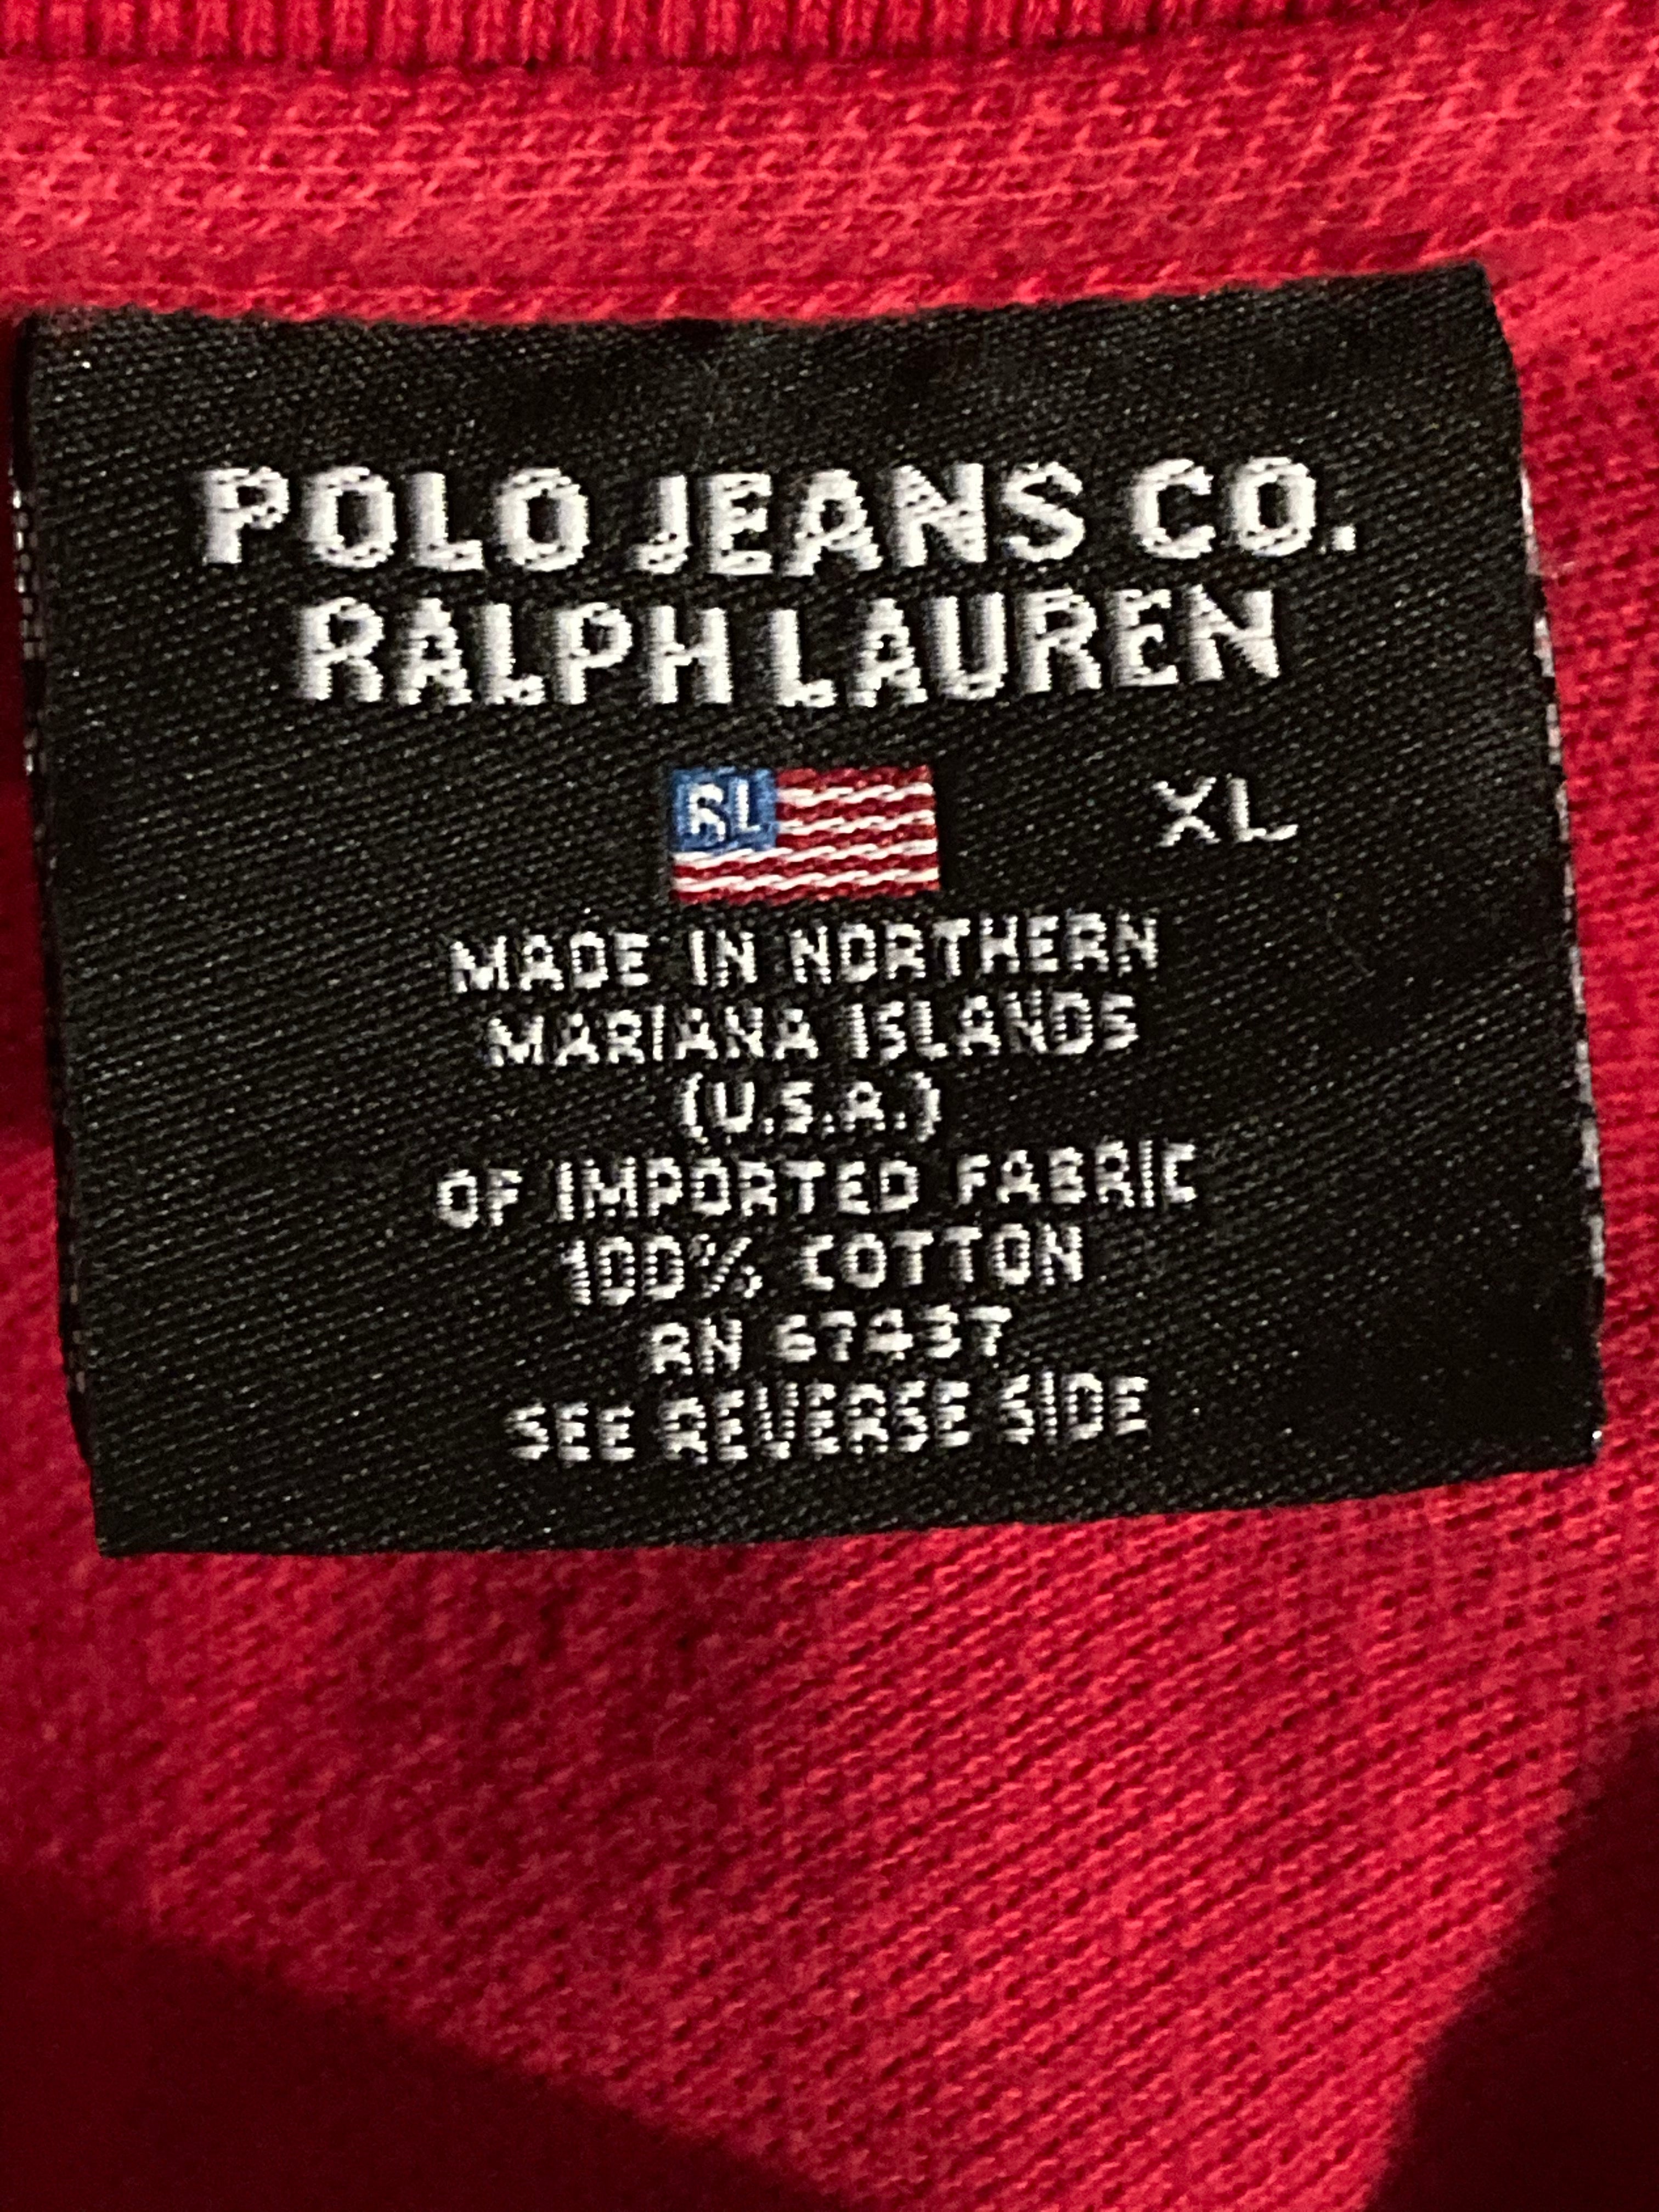 POLO JEANS CO.
RALPH LAUREN
RL
XL
MADE IN NORTHERN
MARIANA ISLANDS
(U.S.A.)
OF IMPORTED FABRIC
100% COTTON
RN 67437
SEE REVERSE SIDE